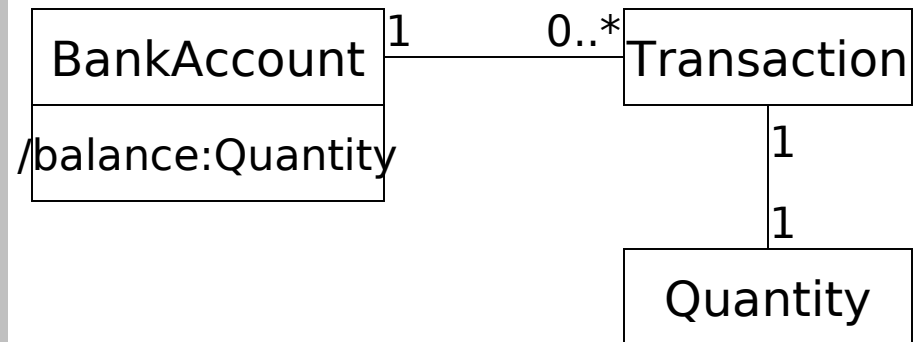 BankAccount
1
0..*
Transaction
/balance:Quantity
1
1
Quantity